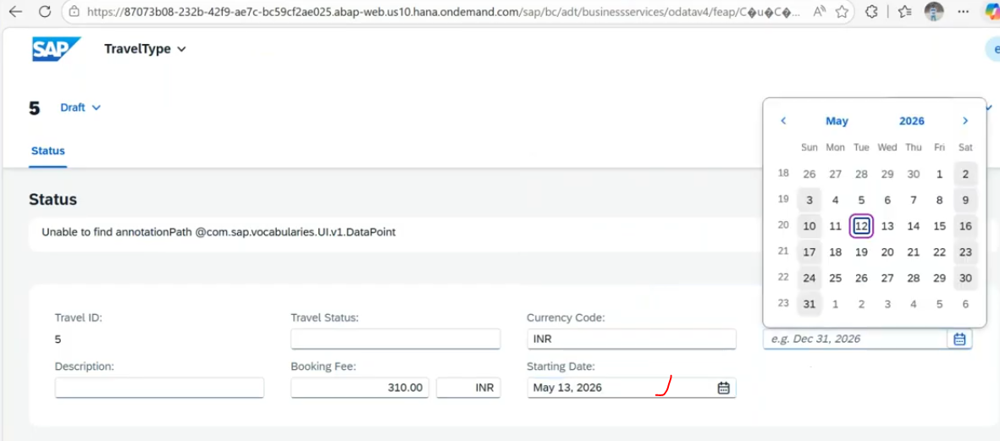 https://87073b08-232b-42f9-ae7c-bc59cf2ae025.abap-web.us10.hana.ondemand.com/sap/bc/adt/businessservices/odatav4/feap/C�u�C�...
SAP TravelType
e
5 Draft
Status
Status
Unable to find annotationPath @com.sap.vocabularies.UI.v1.DataPoint
May 2026
Sun Mon Tue Wed Thu Fri Sat
18 26 27 28 29 30 1 2
19 3 4 5 6 7 8 9
20 10 11 12 13 14 15 16
21 17 18 19 20 21 22 23
22 24 25 26 27 28 29 30
23 31 1 2 3 4 5 6
Travel ID: Travel Status: Currency Code:
5 INR e.g. Dec 31, 2026
Description: Booking Fee: Starting Date:
310.00 INR May 13, 2026